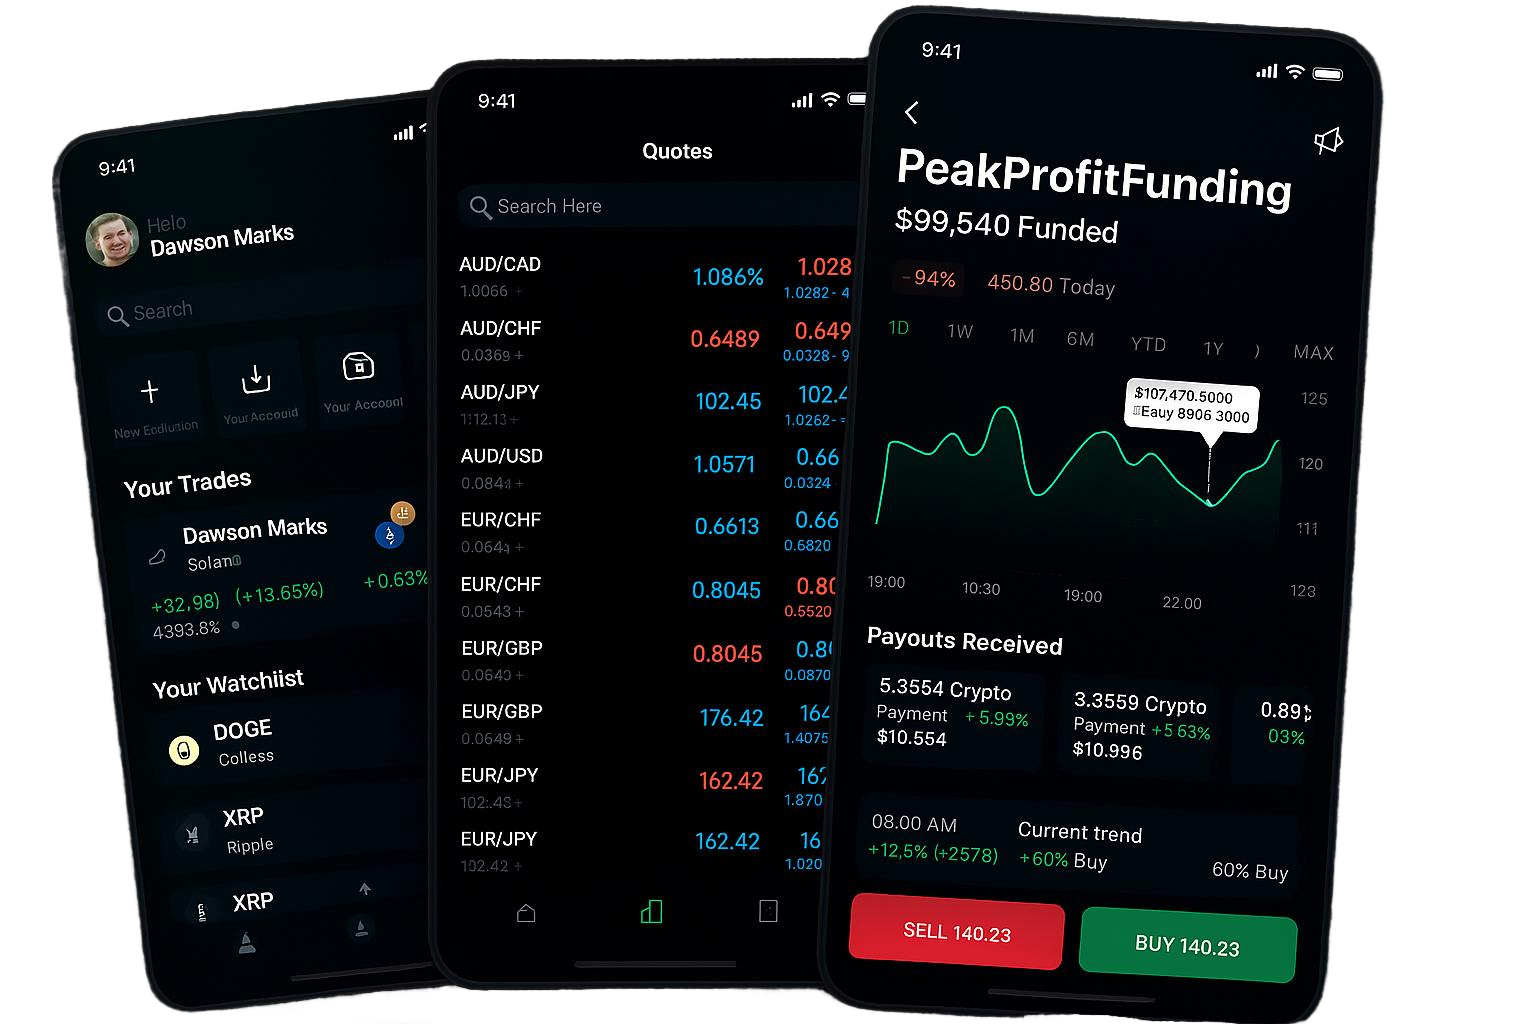 9:41
Helo
Dawson Marks
Search
New Eodlution
Your Accouid
Your Accoool
Your Trades
Dawson Marks
Solan
+32,98) (+13.65%) +0.63%
4393.8%
Your Watchiist
DOGE
Colless
XRP
Ripple
XRP
9:41
Quotes
Search Here
AUD/CAD 1.086% 1.028
1.0066 + 1.0282- 4
AUD/CHF 0.6489 0.649
0.0369 + 0.0328- 9
AUD/JPY 102.45 102.4
1112.13 + 1.0262-
AUD/USD 1.0571 0.66
0.084 + 0.0324
EUR/CHF 0.6613 0.66
0.064 + 0.6820
EUR/CHF 0.8045 0.80
0.0543 + 0.5520
EUR/GBP 0.8045 0.80
0.0640 + 0.0870
EUR/GBP 176.42 164
0.0649 + 1.4075
EUR/JPY 162.42 167
102.48 + 1.870
EUR/JPY 162.42 16
102.42 + 1.020
9:41
PeakProfitFunding
$99,540 Funded
-94% 450.80 Today
1D 1W 1M 6M YTD 1Y ) MAX
$107,470.5000
Eauy 8906 3000
125
120
111
123
19:00 10:30 19:00 22.00
Payouts Received
5.3554 Crypto
Payment + 5.99%
$10.554
3.3559 Crypto
Payment +5 63%
$10.996
0.89
03%
08.00 AM
+12,5% (+2578)
Current trend
+60% Buy
60% Buy
SELL 140.23
BUY 140.23